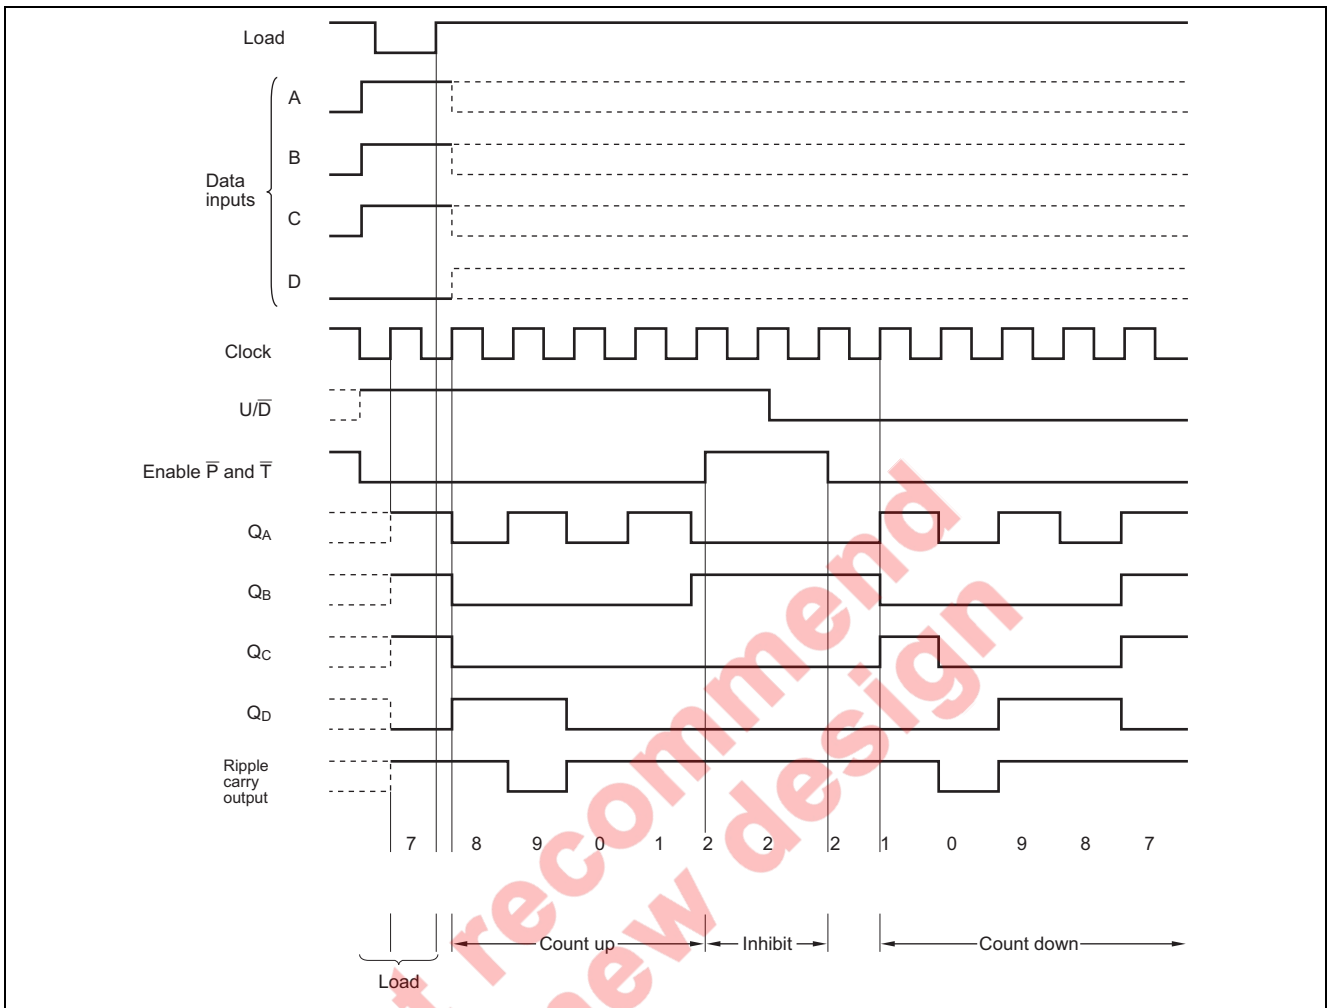 Load
A
B
Data
inputs
C
D
Clock
U/D̅
Enable P̅ and T̅
QA
QB
QC
QD
Ripple
carry
output
7 8 9 0 1 2 2 2 1 0 9 8 7
Count up Inhibit Count down
Load
t recommend
ew design